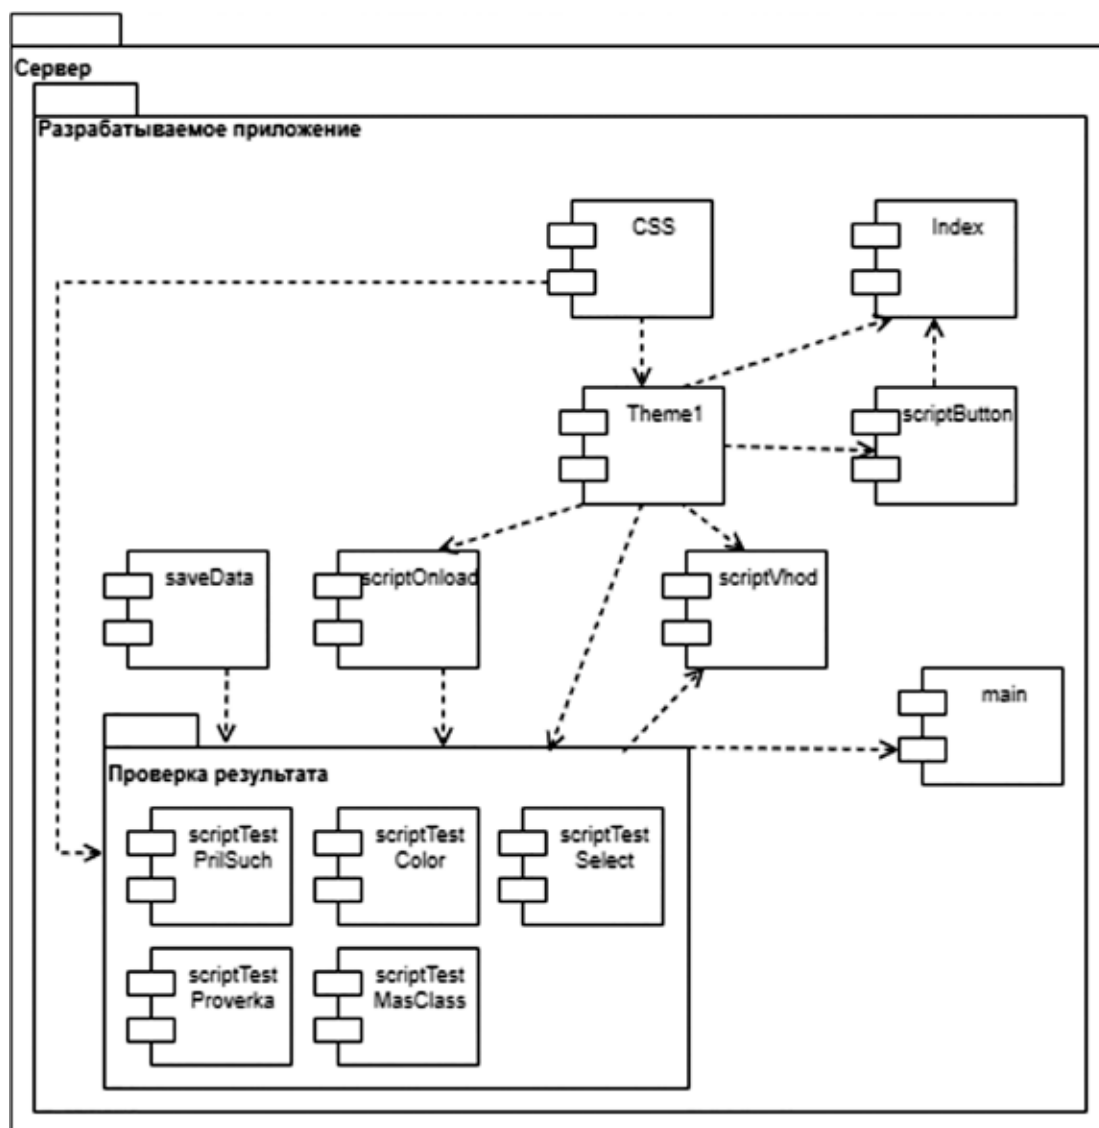 Сервер
Разрабатываемое приложение
CSS
Index
Theme1
scriptButton
saveData
scriptOnload
scriptVhod
main
Проверка результата
scriptTest
PrilSuch
scriptTest
Color
scriptTest
Select
scriptTest
Proverka
scriptTest
MasClass